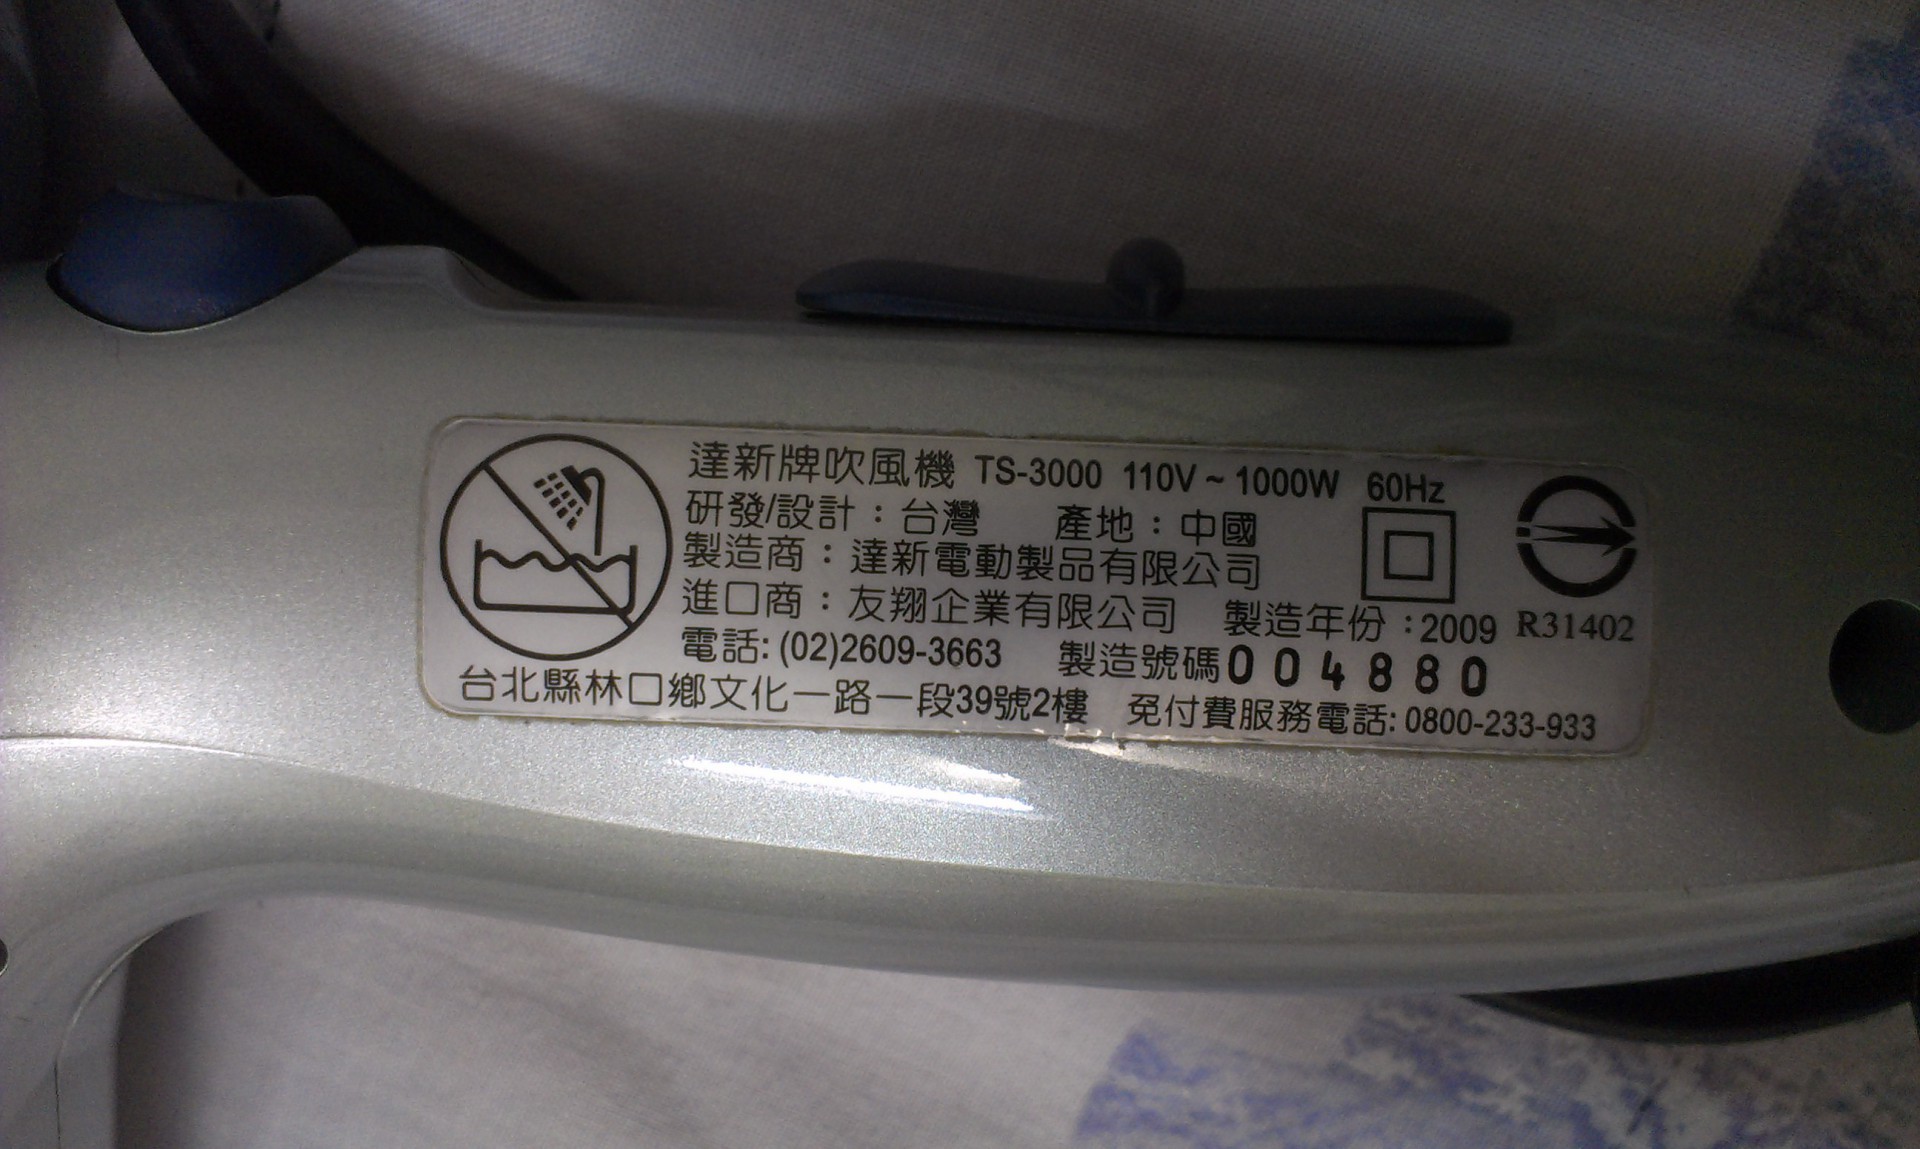 達新牌吹風機 TS-3000 110V ~ 1000W 60Hz
研發/設計：台灣 產地：中國
製造商：達新電動製品有限公司
進口商：友翔企業有限公司 製造年份：2009 R31402
電話: (02)2609-3663 製造號碼 004880
台北縣林口鄉文化一路一段39號2樓 免付費服務電話: 0800-233-933